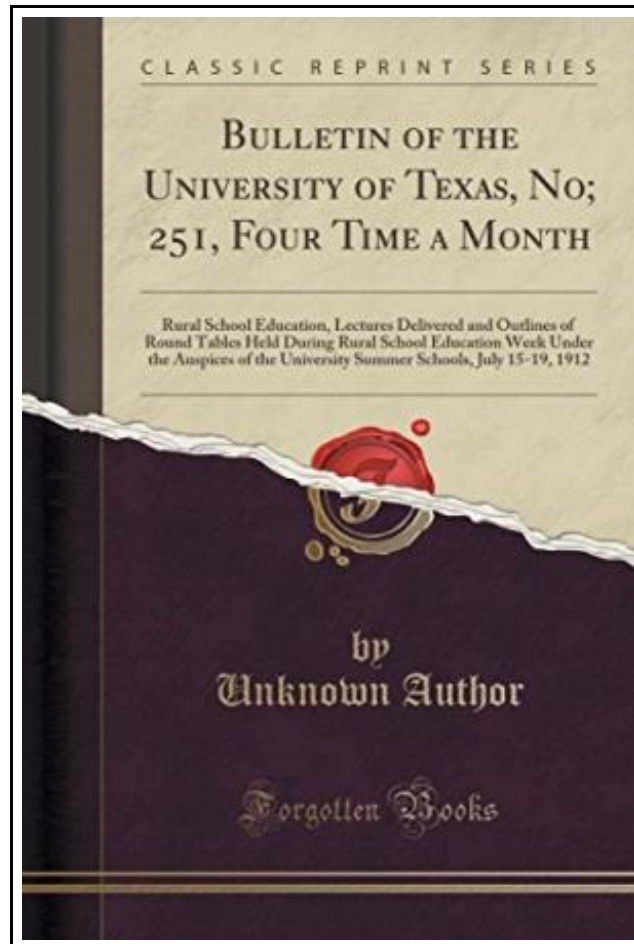 CLASSIC REPRINT SERIES
BULLETIN OF THE
UNIVERSITY OF TEXAS, NO;
251, FOUR TIME A MONTH
Rural School Education, Lectures Delivered and Outlines of
Round Tables Held During Rural School Education Week Under
the Auspices of the University Summer Schools, July 15-19, 1912
by
Unknown Author
Forgotten Books